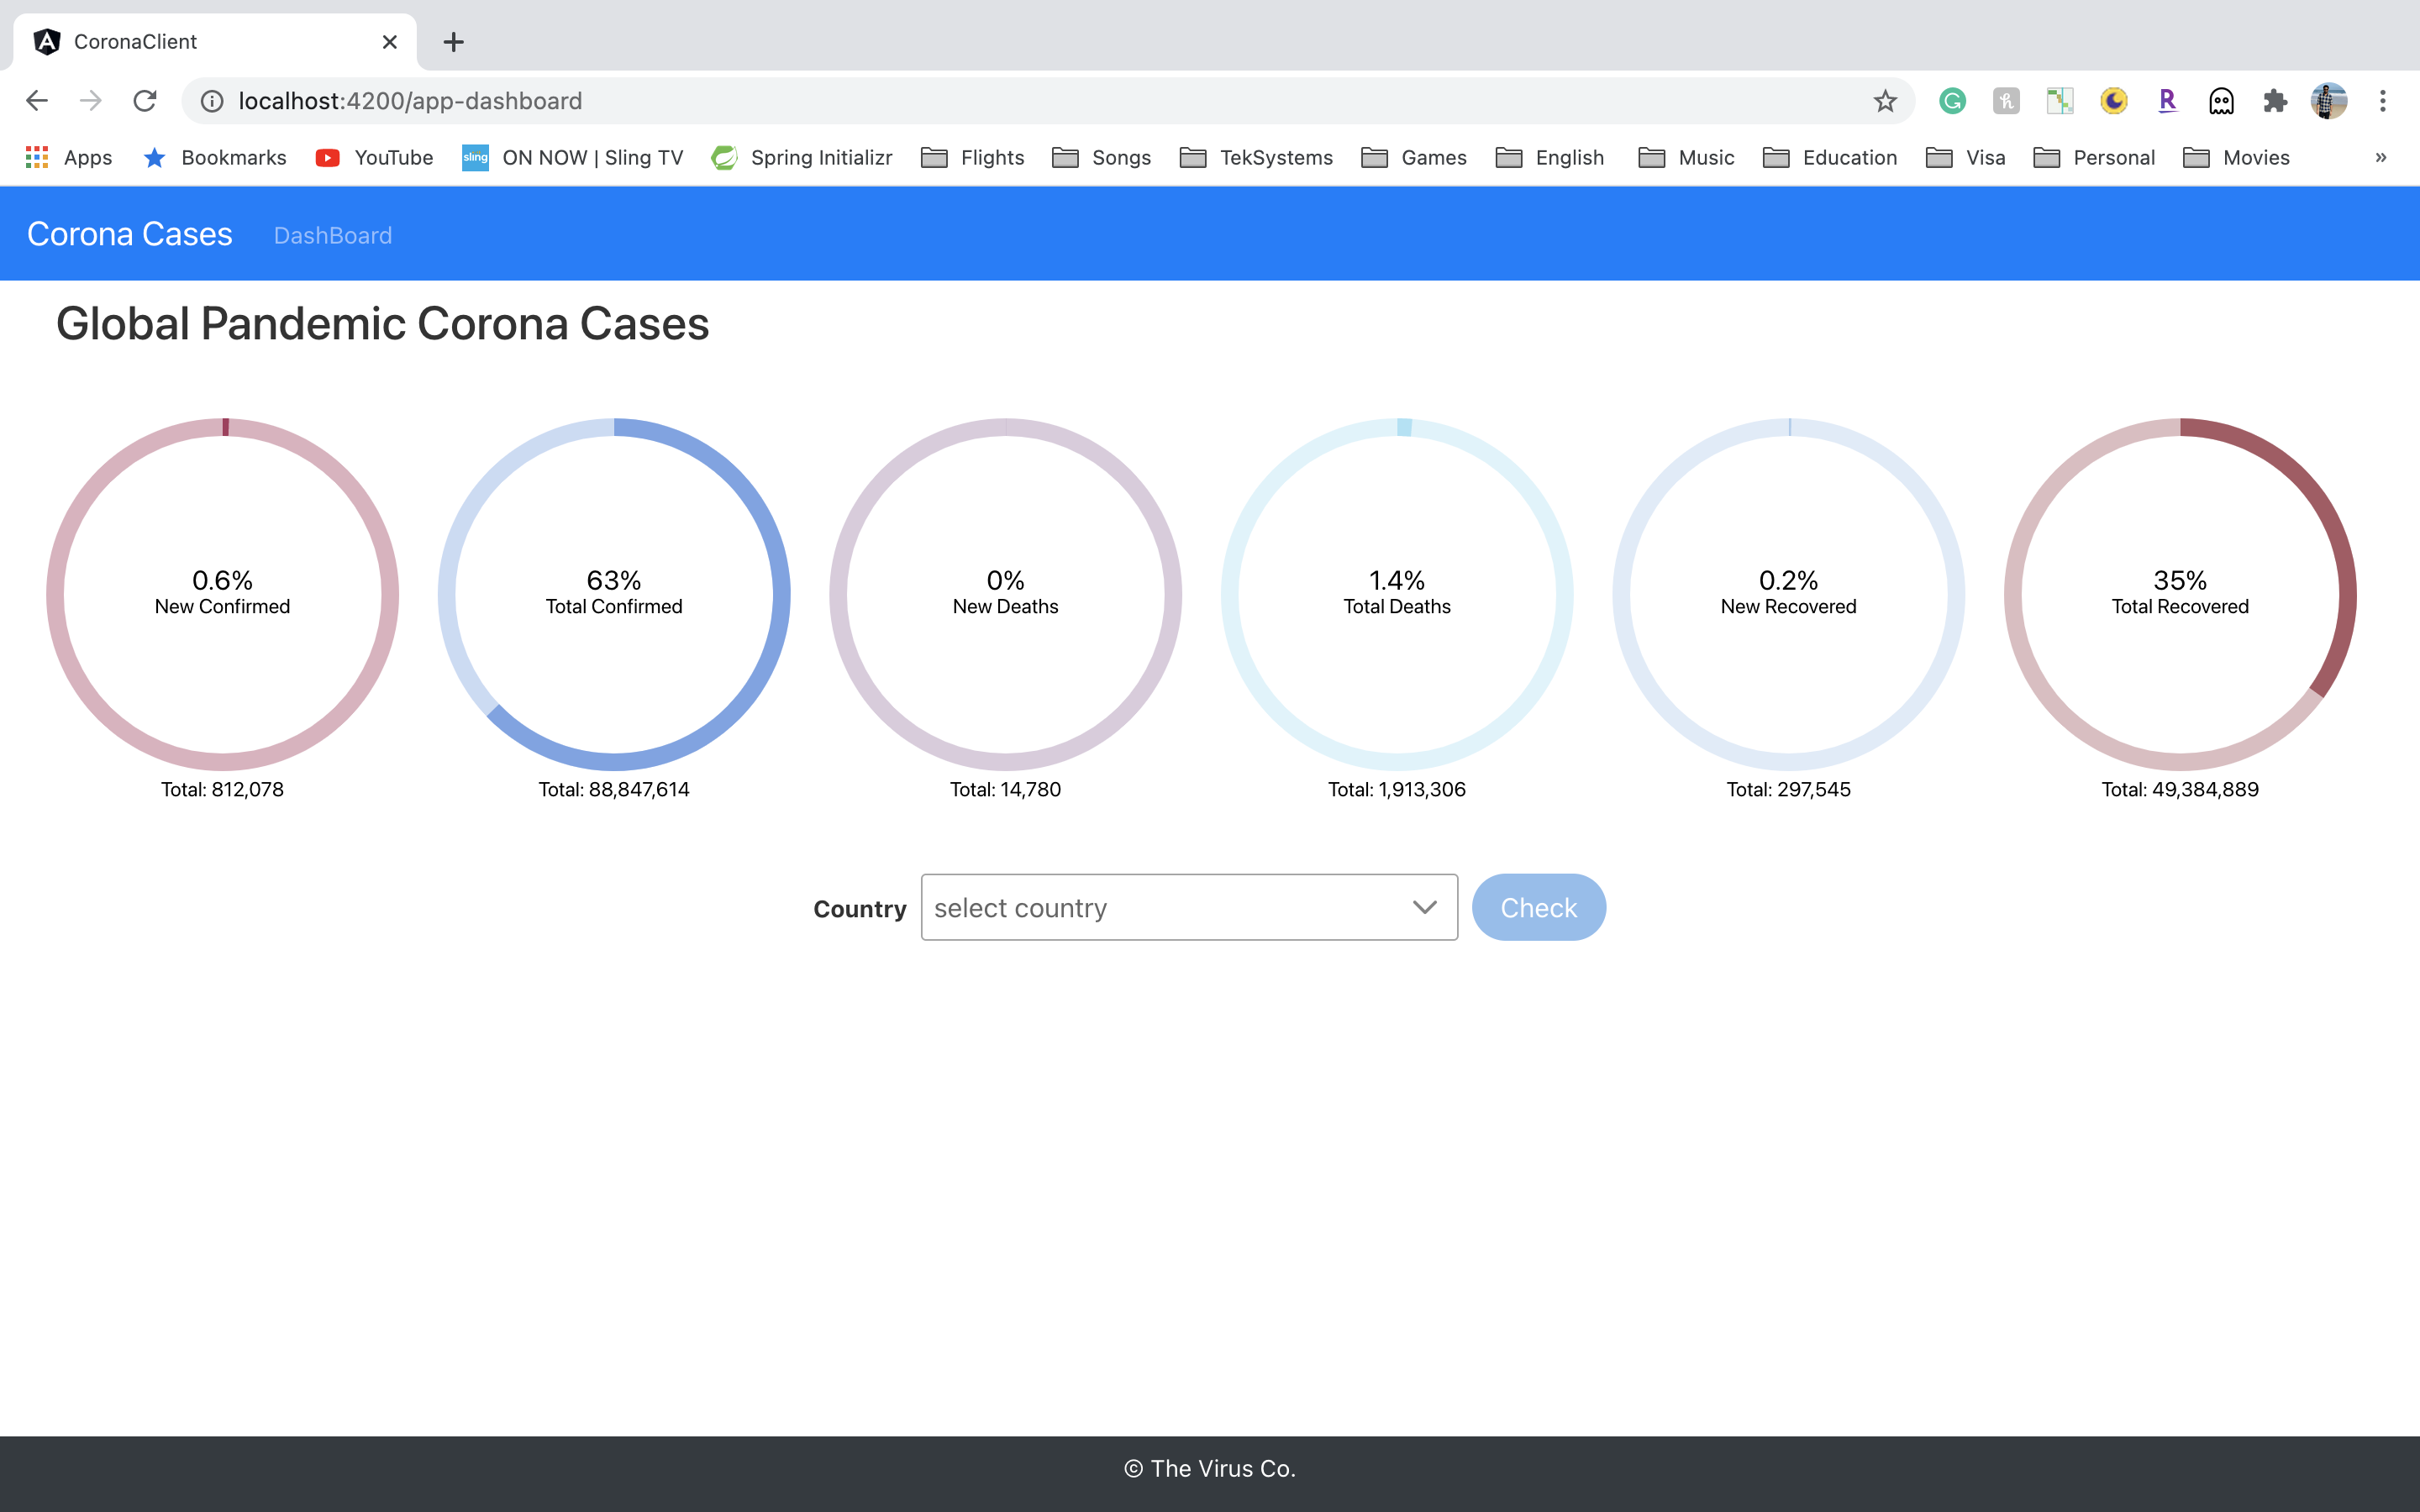 CoronaClient
localhost:4200/app-dashboard
Apps Bookmarks YouTube sling ON NOW | Sling TV Spring Initializr Flights Songs TekSystems Games English Music Education Visa Personal Movies »
Corona Cases DashBoard
Global Pandemic Corona Cases
0.6%
New Confirmed
Total: 812,078
63%
Total Confirmed
Total: 88,847,614
0%
New Deaths
Total: 14,780
1.4%
Total Deaths
Total: 1,913,306
0.2%
New Recovered
Total: 297,545
35%
Total Recovered
Total: 49,384,889
Country select country Check
© The Virus Co.